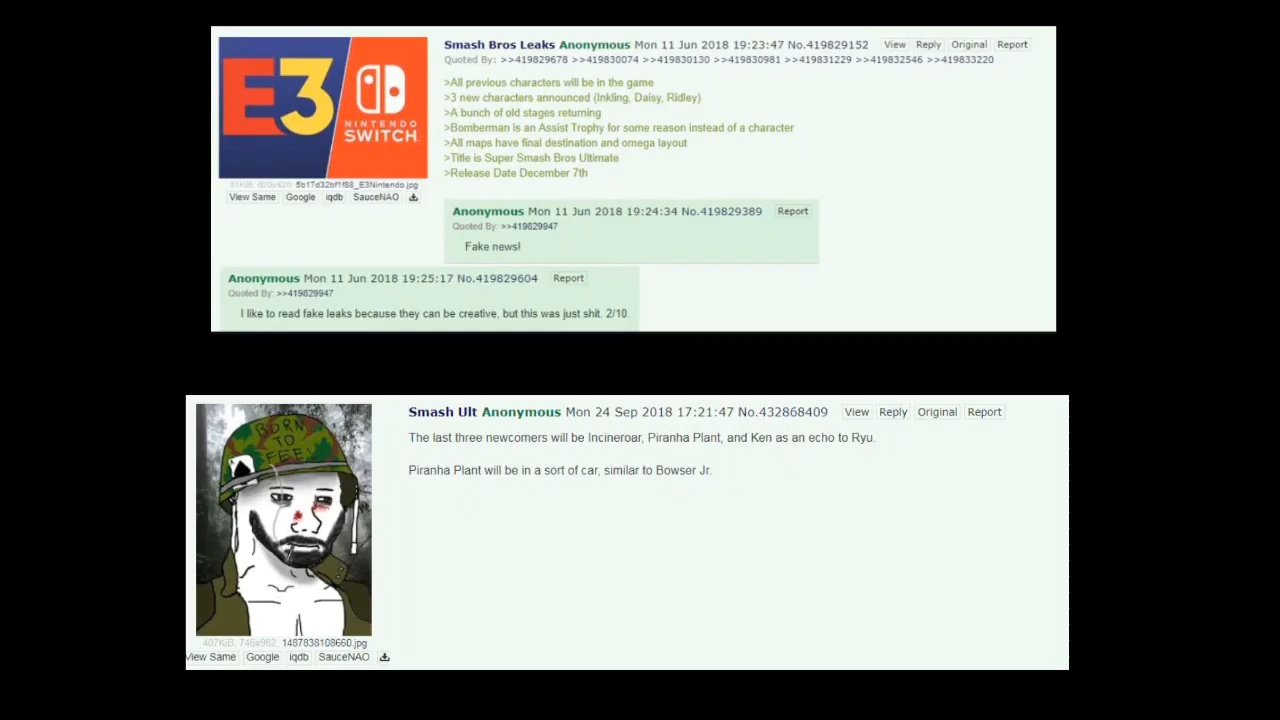 E3
NINTENDO
SWITCH
Smash Bros Leaks Anonymous Mon 11 Jun 2018 19:23:47 No.419829152 View Reply Original Report
Quoted By: >>419829678 >>419830074 >>419830130 >>419830981 >>419831229 >>419832546 >>419833220
>All previous characters will be in the game
>3 new characters announced (Inkling, Daisy, Ridley)
>A bunch of old stages returning
>Bomberman is an Assist Trophy for some reason instead of a character
>All maps have final destination and omega layout
>Title is Super Smash Bros Ultimate
>Release Date December 7th
5b17d32bf1f88_E3Nintendo.jpg
View Same Google iqdb SauceNAO
Anonymous Mon 11 Jun 2018 19:24:34 No.419829389 Report
Quoted By: >>419829947
Fake news!
Anonymous Mon 11 Jun 2018 19:25:17 No.419829604 Report
Quoted By: >>419829947
I like to read fake leaks because they can be creative, but this was just shit. 2/10.
BORN
TO
FEEL
Smash Ult Anonymous Mon 24 Sep 2018 17:21:47 No.432868409 View Reply Original Report
The last three newcomers will be Incineroar, Piranha Plant, and Ken as an echo to Ryu.
Piranha Plant will be in a sort of car, similar to Bowser Jr.
407KiB, 746x982, 1487838108660.jpg
View Same Google iqdb SauceNAO